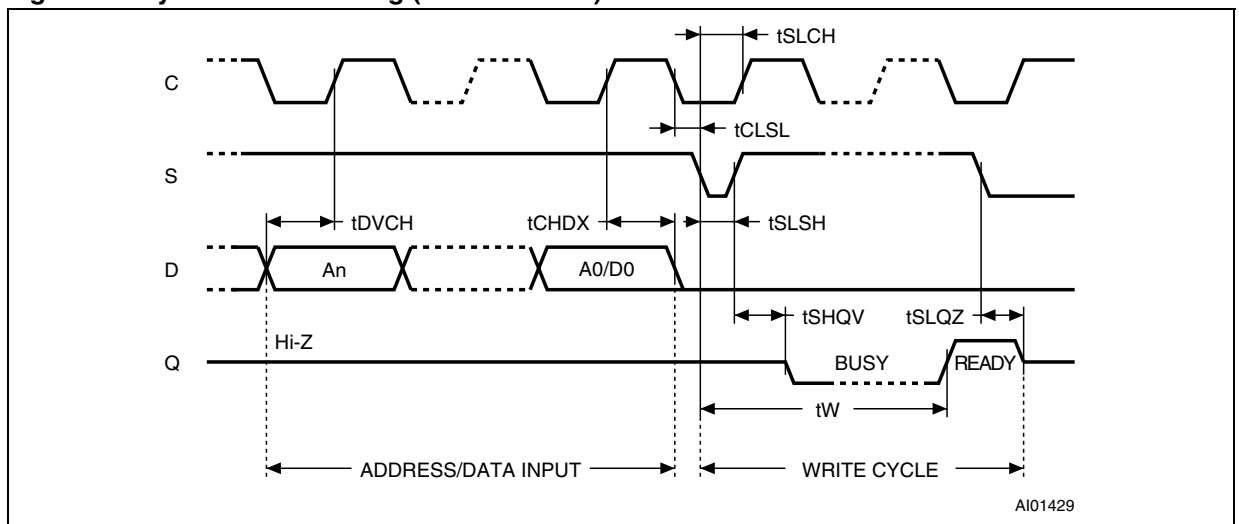 tSLCH
C
tCLSL
S
tDVCH tCHDX tSLSH
D An A0/D0
tSHQV tSLQZ
Hi-Z
Q BUSY READY
tW
ADDRESS/DATA INPUT WRITE CYCLE
AI01429